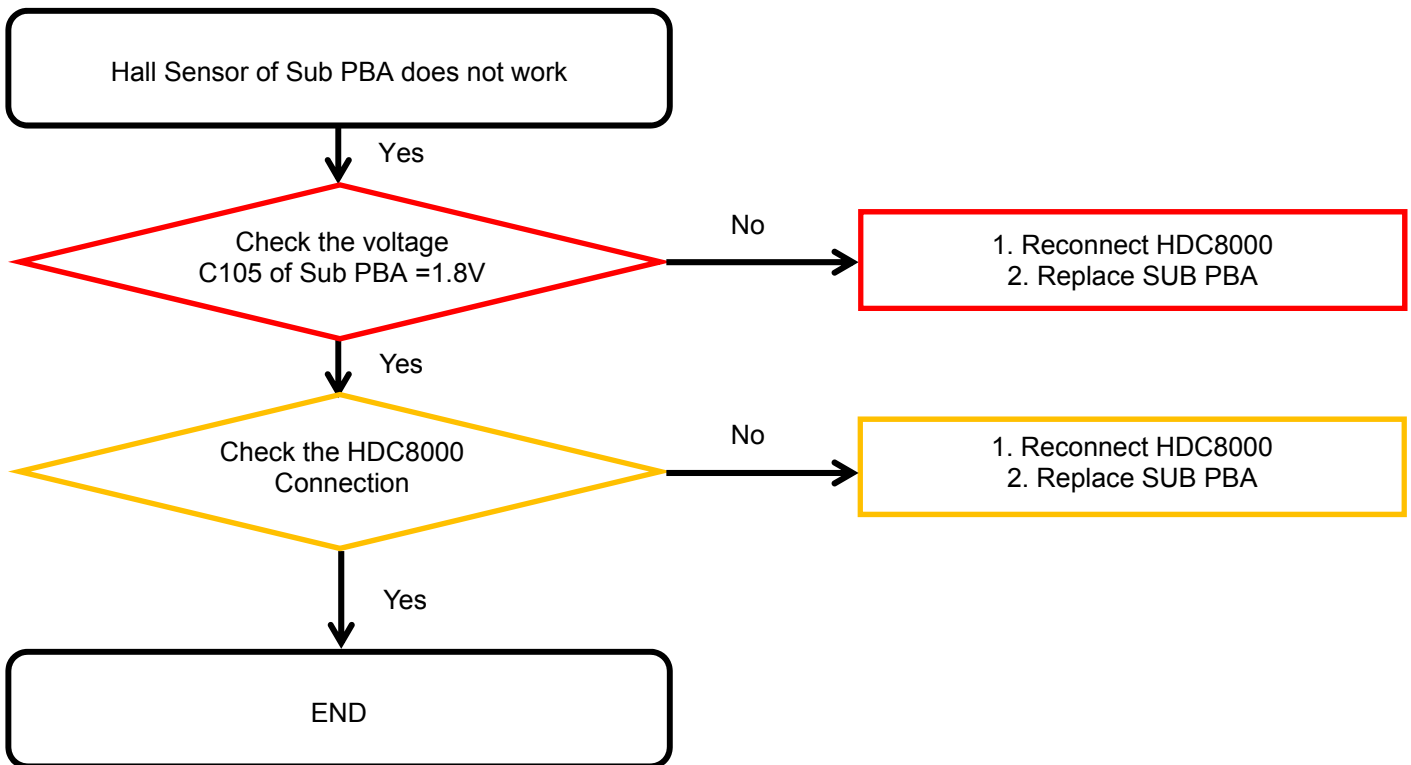 Hall Sensor of Sub PBA does not work
Yes
Check the voltage
C105 of Sub PBA =1.8V
No
1. Reconnect HDC8000
2. Replace SUB PBA
Yes
Check the HDC8000
Connection
No
1. Reconnect HDC8000
2. Replace SUB PBA
Yes
END